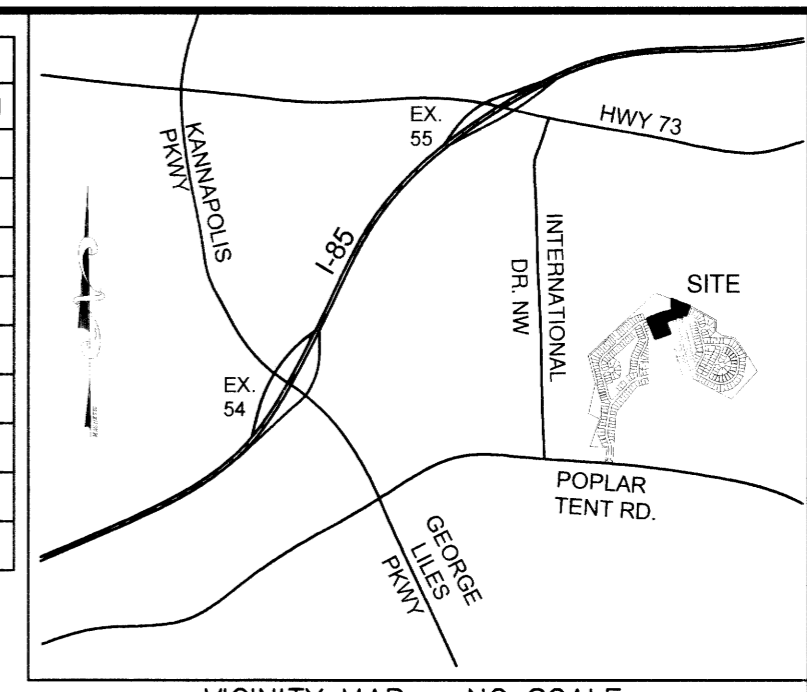 KANNAPOLIS
PKWY
EX.
55
HWY 73
I-85
INTERNATIONAL
DR. NW
SITE
EX.
54
POPLAR
TENT RD.
GEORGE
LILES
PKWY
VICINITY MAP - NO SCALE